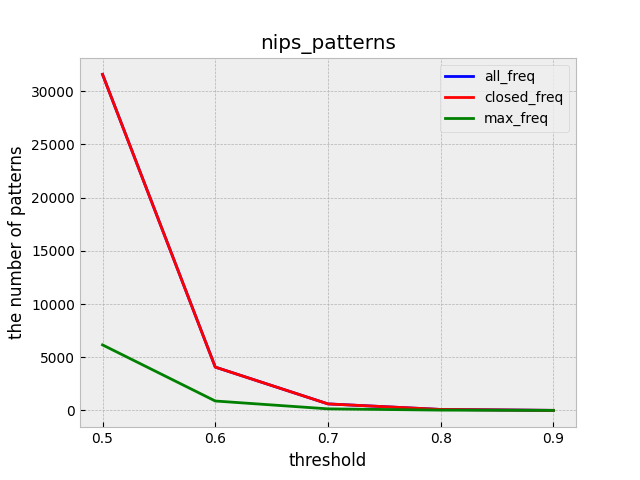 nips_patterns
all_freq
closed_freq
max_freq
the number of patterns
30000
25000
20000
15000
10000
5000
0
0.5 0.6 0.7 0.8 0.9
threshold